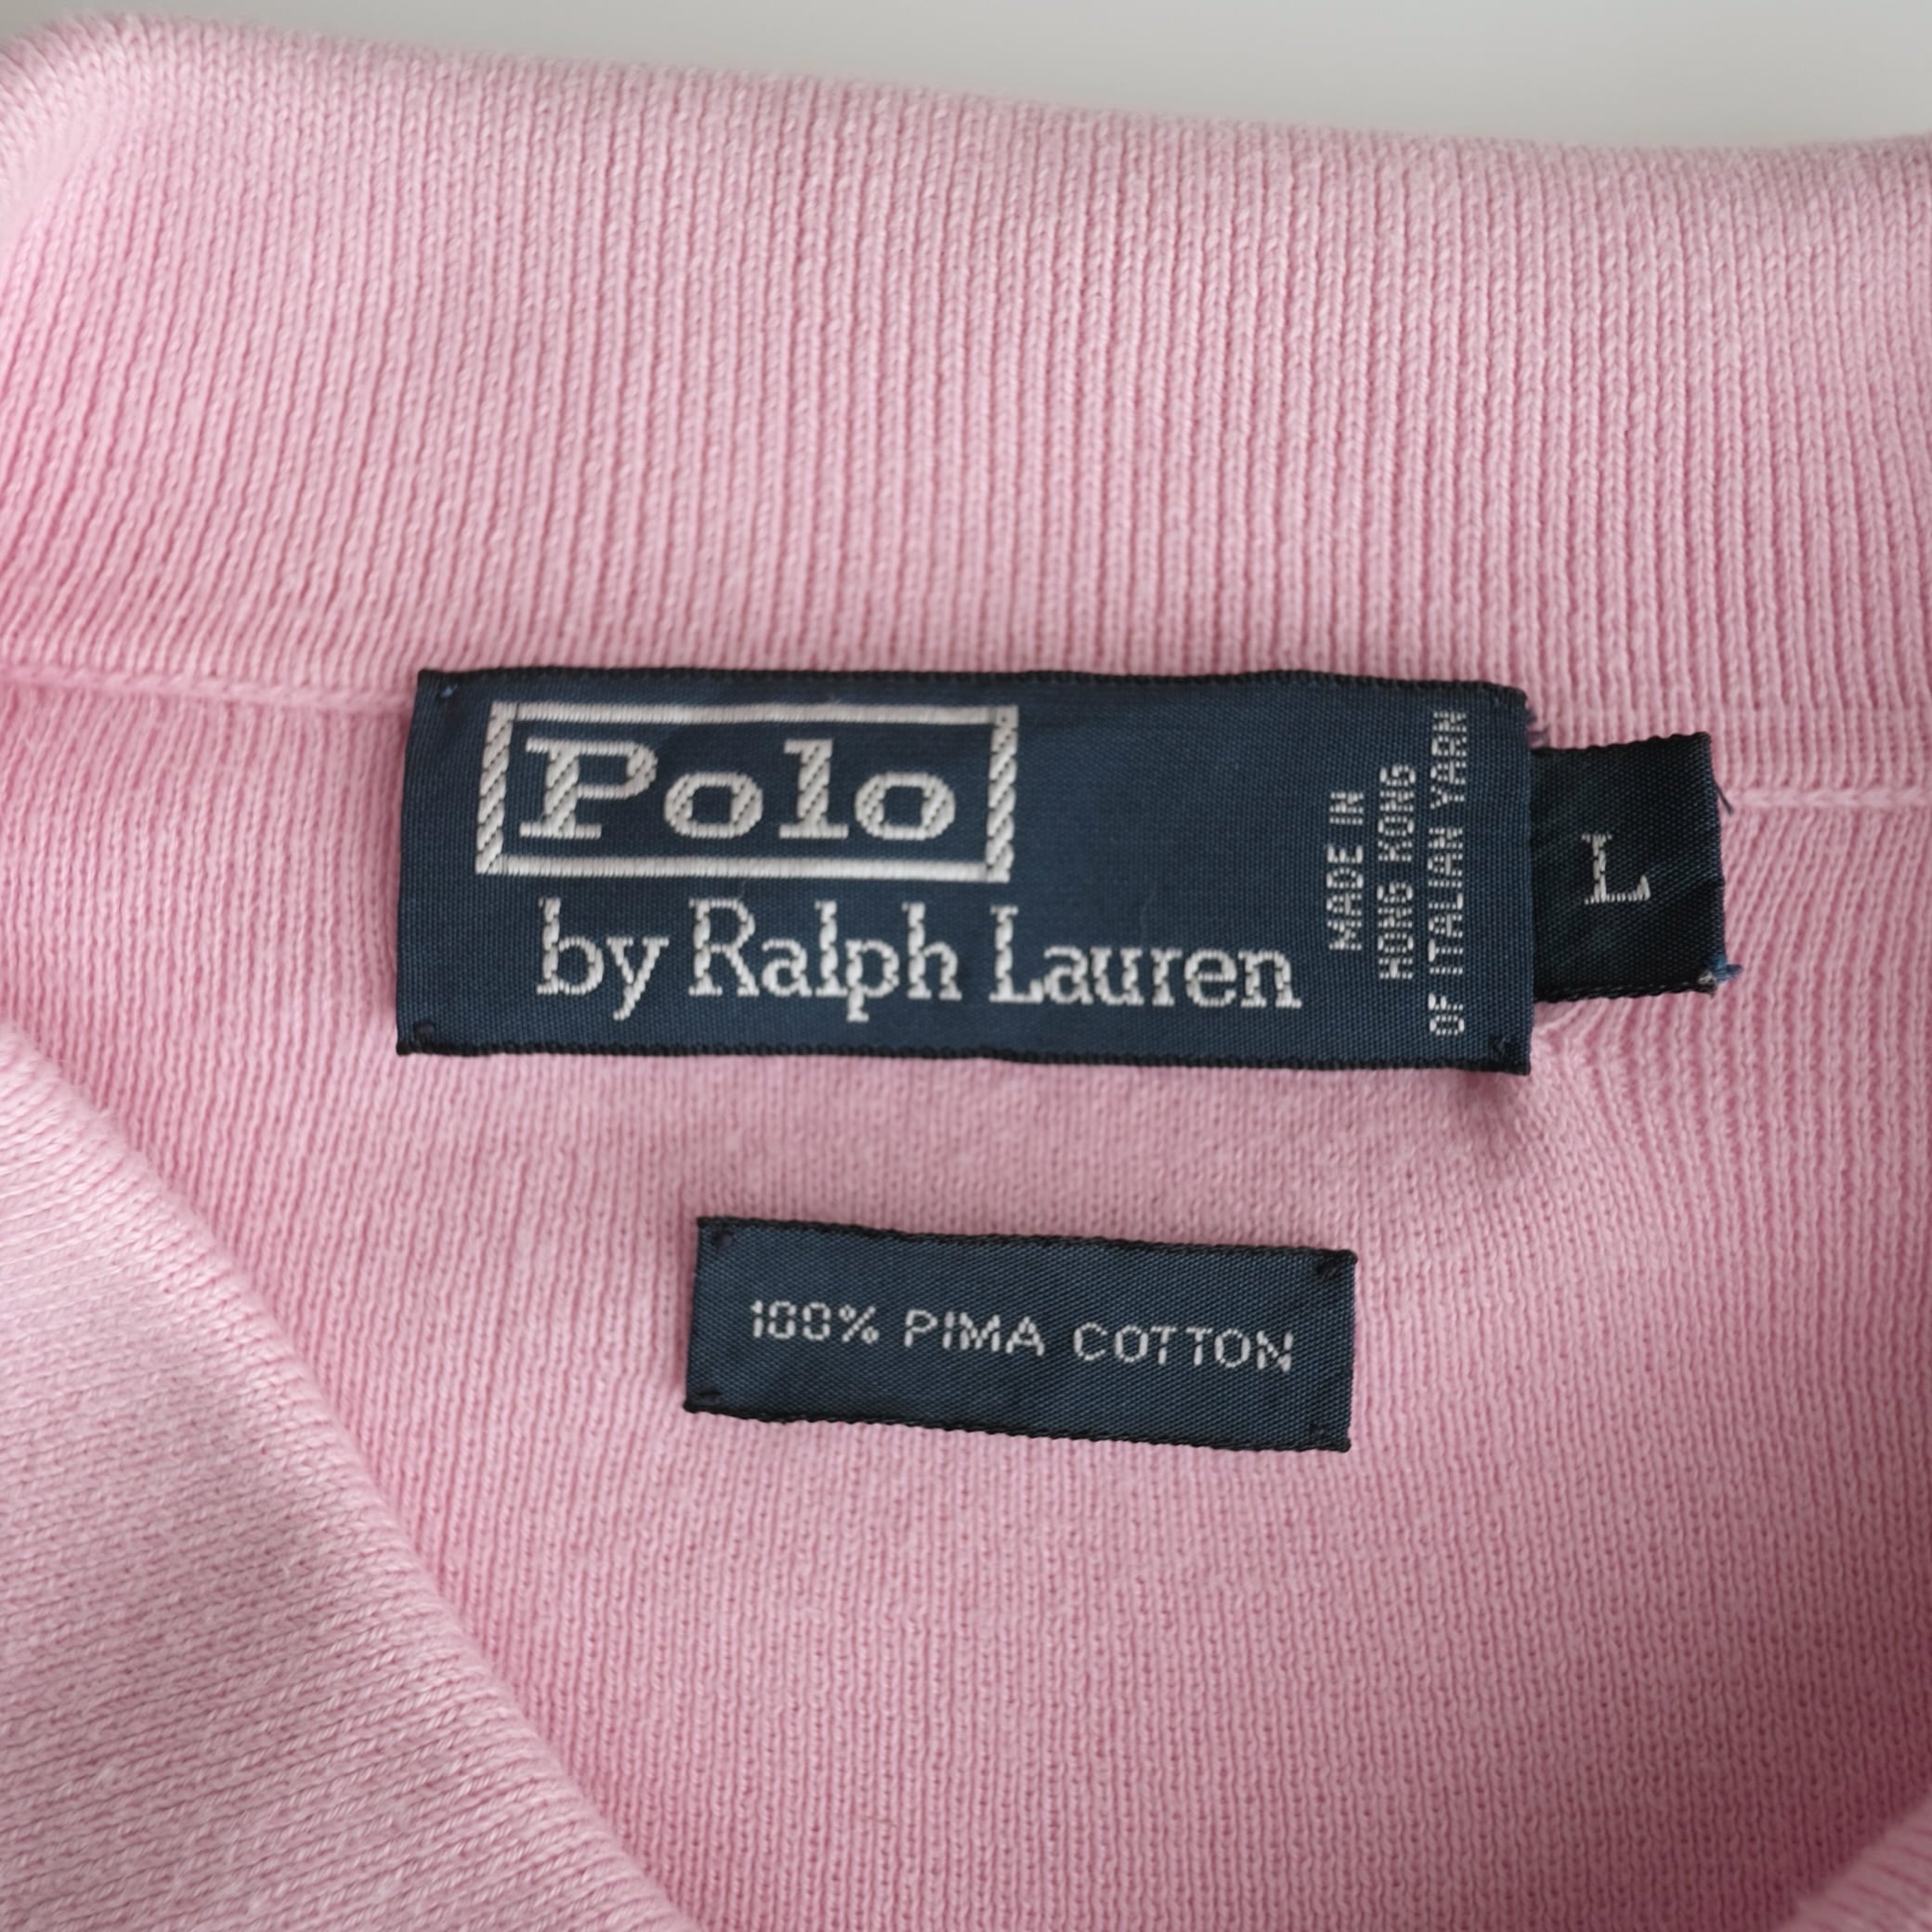 Polo
by Ralph Lauren
MADE IN
HONG KONG
OF ITALIAN YARN
L
100% PIMA COTTON